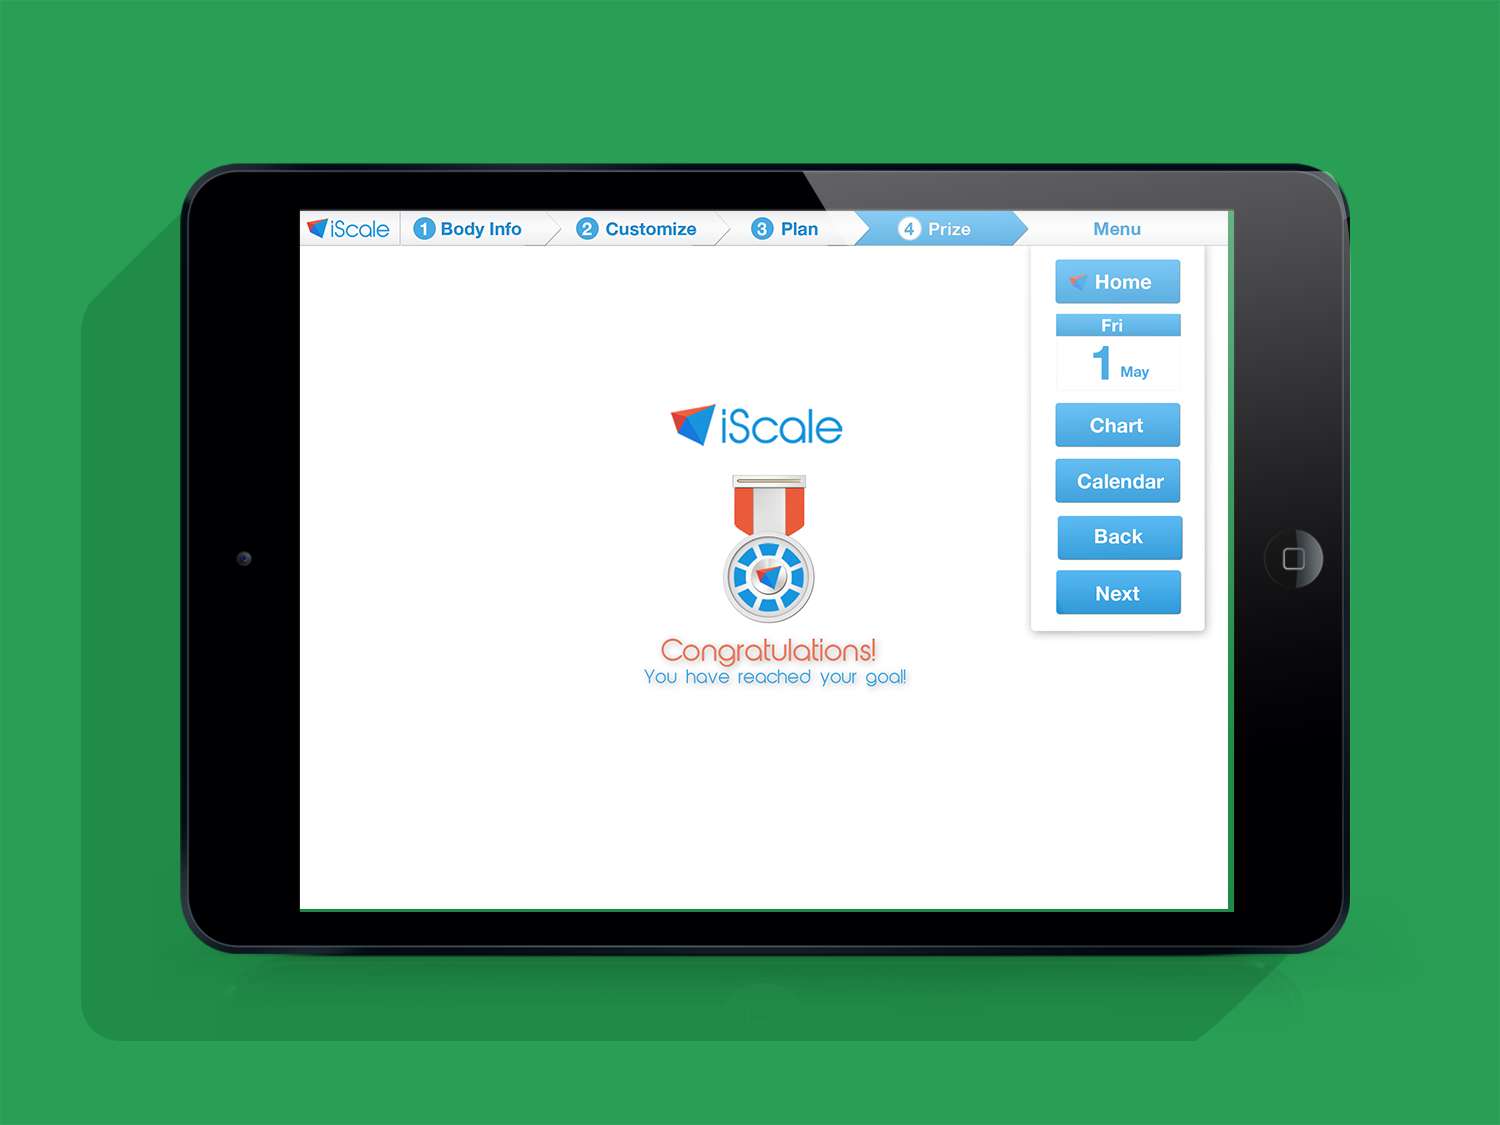 iScale
1 Body Info
2 Customize
3 Plan
4 Prize
Menu
Home
Fri
1 May
Chart
Calendar
Back
Next
iScale
Congratulations!
You have reached your goal!